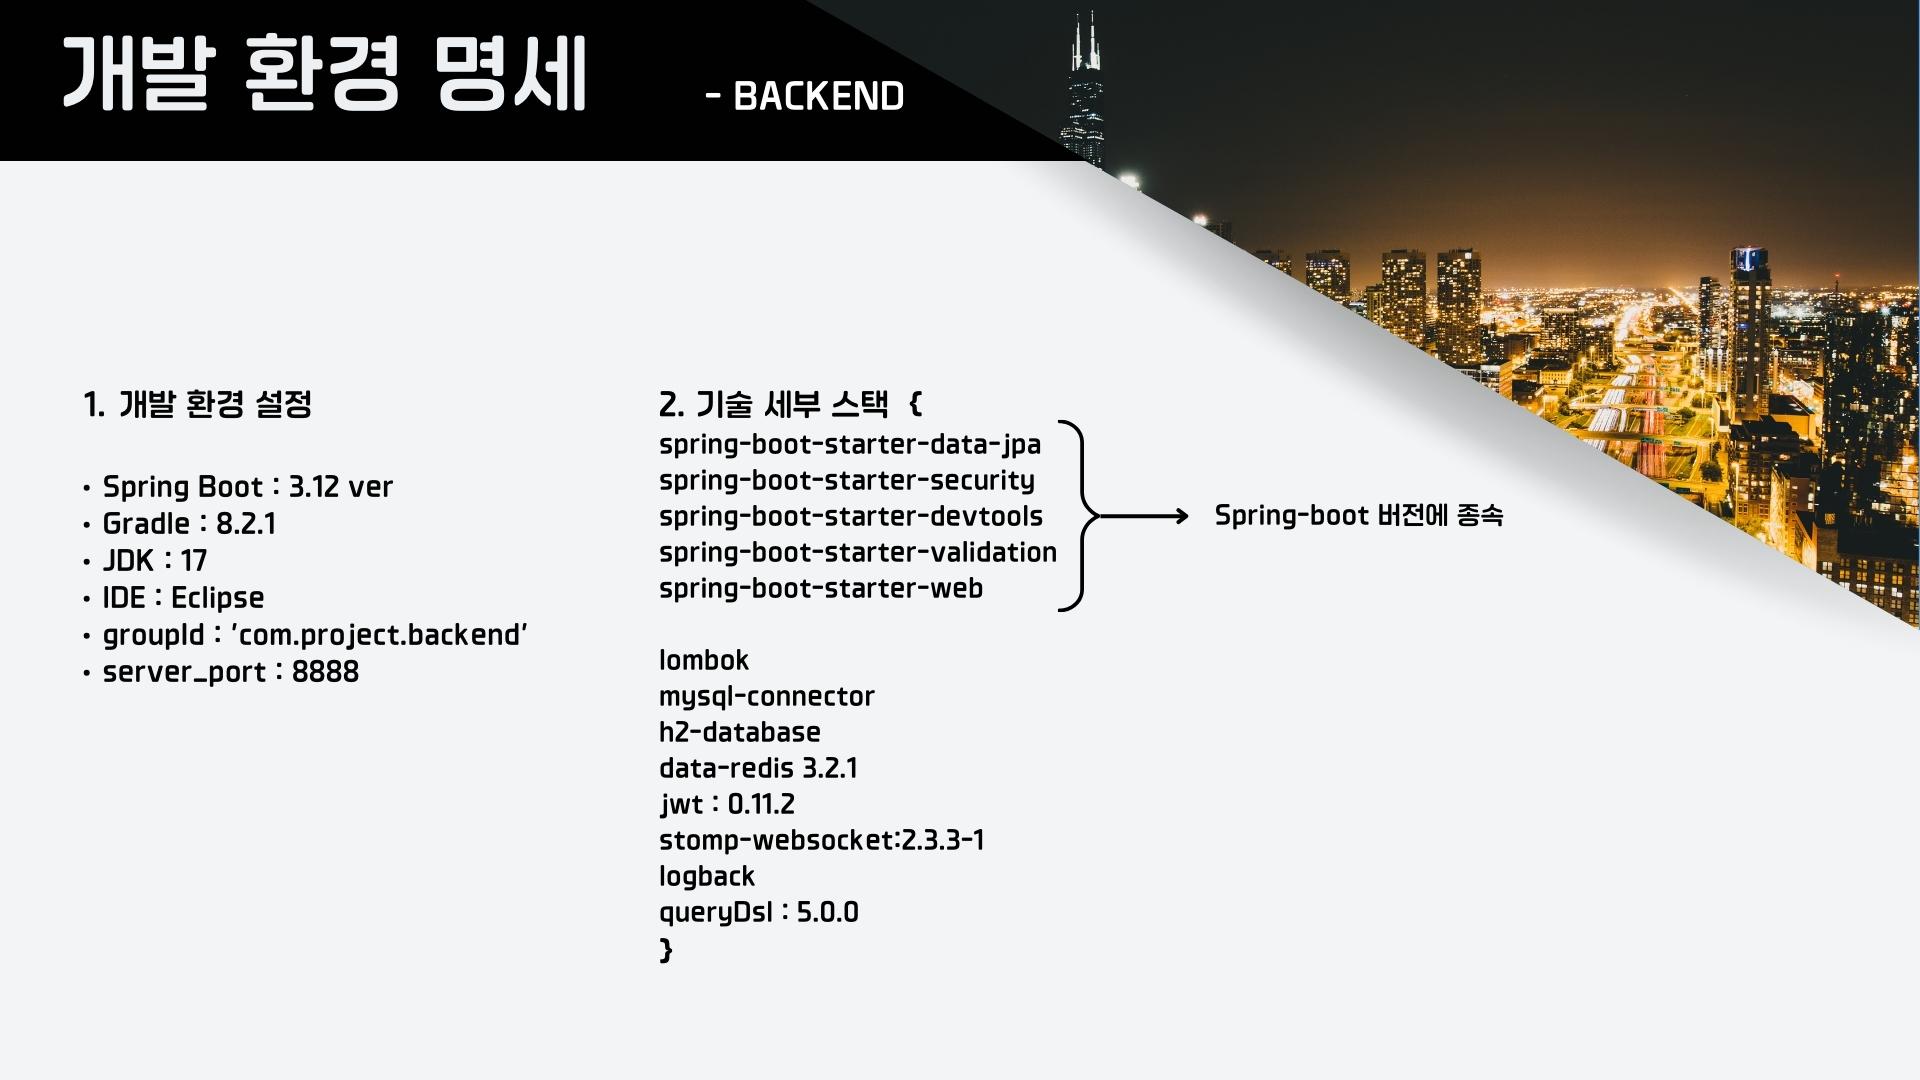 개발 환경 명세
- BACKEND
1. 개발 환경 설정
• Spring Boot : 3.12 ver
• Gradle : 8.2.1
• JDK : 17
• IDE : Eclipse
• groupId : 'com.project.backend'
• server_port : 8888
2. 기술 세부 스택 {
spring-boot-starter-data-jpa
spring-boot-starter-security
spring-boot-starter-devtools
spring-boot-starter-validation
spring-boot-starter-web
Spring-boot 버전에 종속
lombok
mysql-connector
h2-database
data-redis 3.2.1
jwt : 0.11.2
stomp-websocket:2.3.3-1
logback
queryDsl : 5.0.0
}